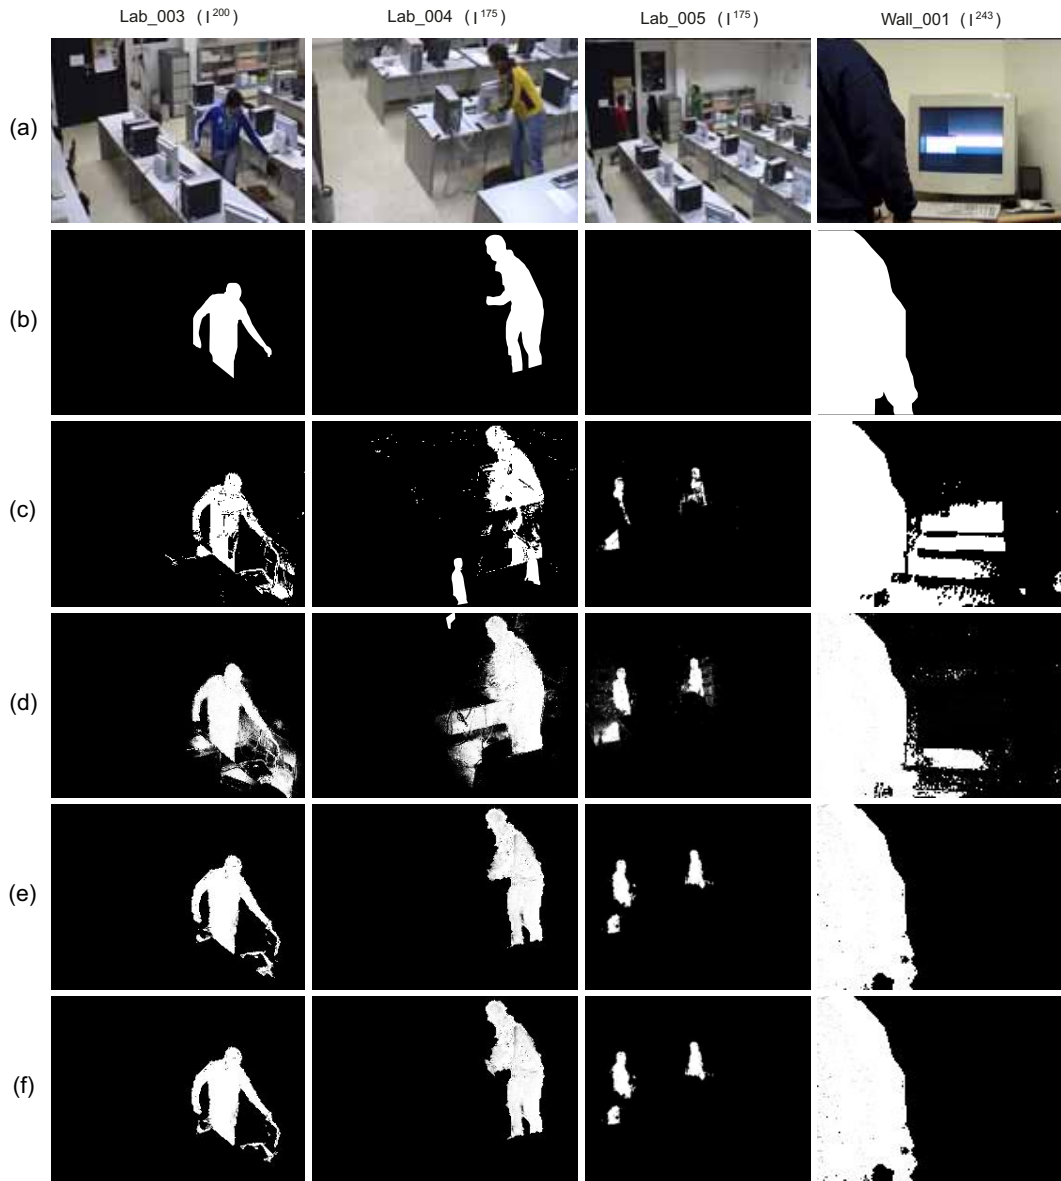 Lab_003 (I²⁰⁰)
Lab_004 (I¹⁷⁵)
Lab_005 (I¹⁷⁵)
Wall_001 (I²⁴³)
(a)
(b)
(c)
(d)
(e)
(f)